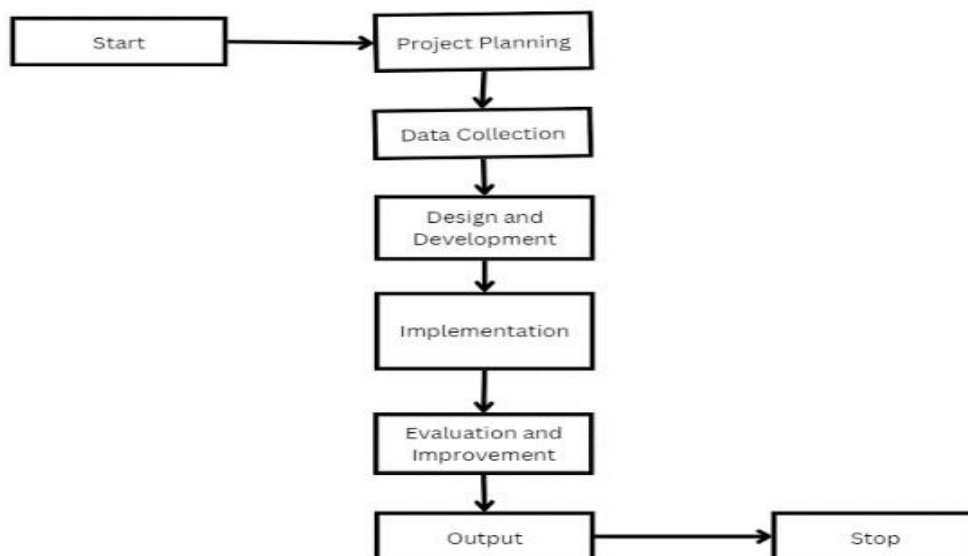 Start
Project Planning
Data Collection
Design and
Development
Implementation
Evaluation and
Improvement
Output
Stop